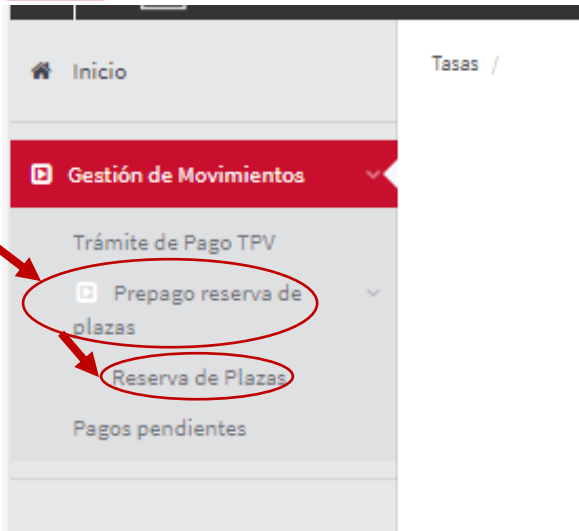 Inicio
Tasas /
Gestión de Movimientos
Trámite de Pago TPV
Prepago reserva de
plazas
Reserva de Plazas
Pagos pendientes